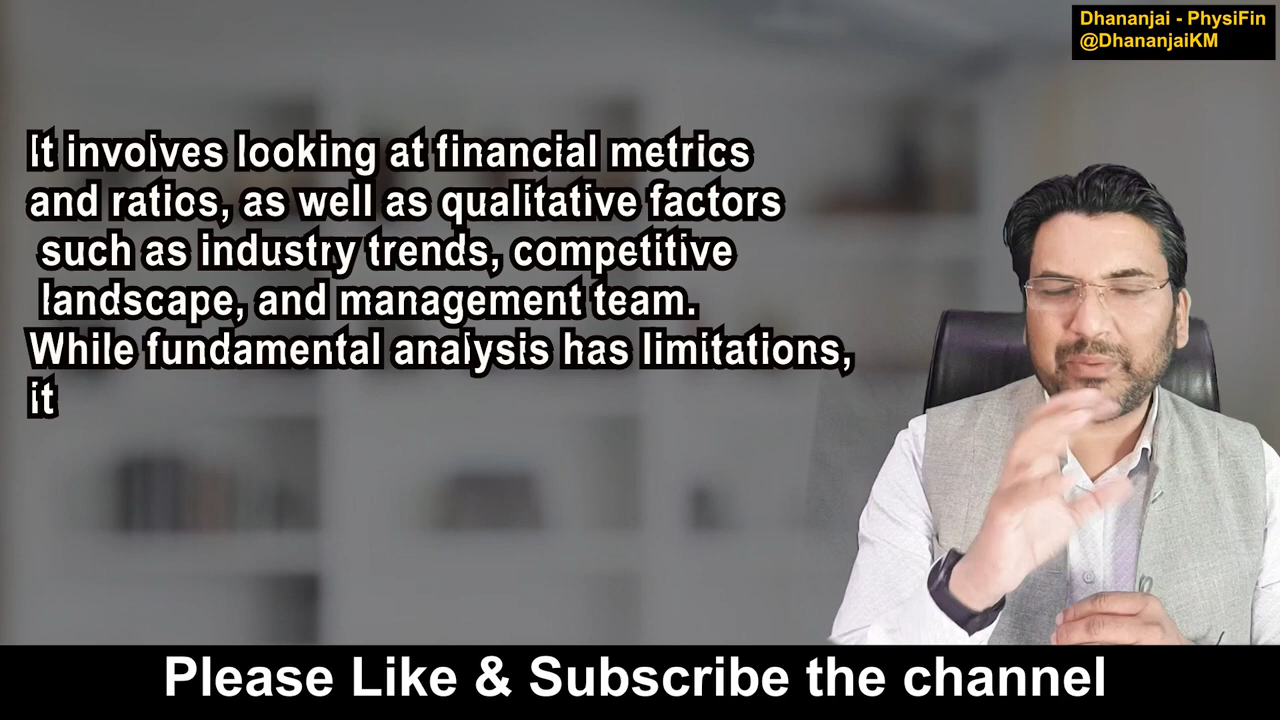 Dhananjai - PhysiFin
@DhananjaiKM
It involves looking at financial metrics
and ratios, as well as qualitative factors
such as industry trends, competitive
landscape, and management team.
While fundamental analysis has limitations,
it
Please Like & Subscribe the channel